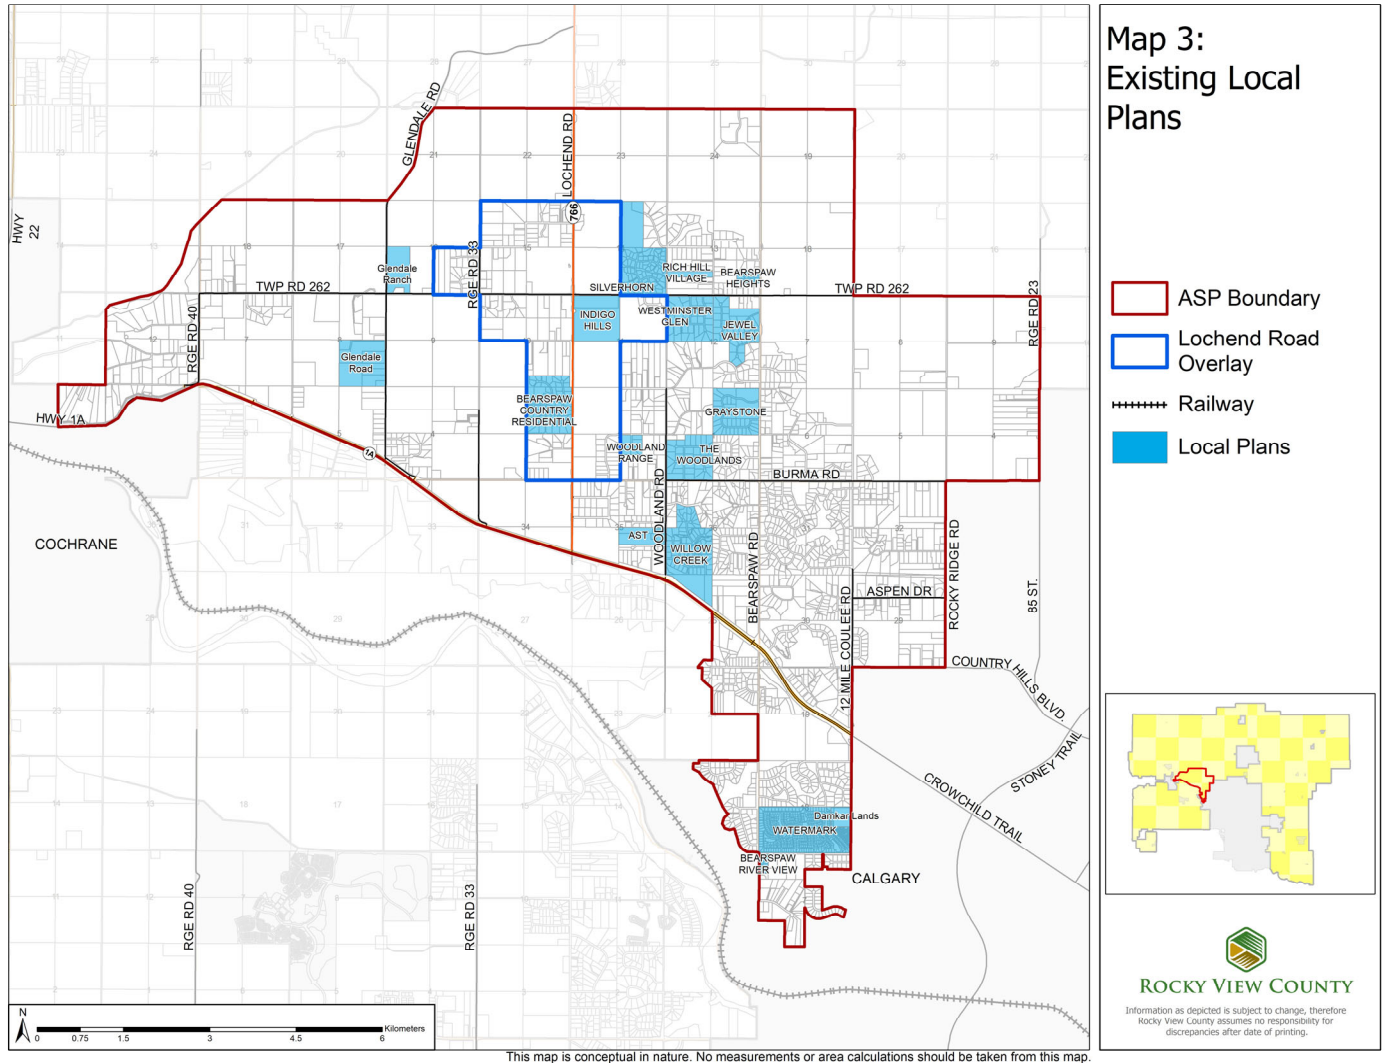 Map 3:
Existing Local
Plans
ASP Boundary
Lochend Road
Overlay
Railway
Local Plans
GLENDALE RD
LOCHEND RD
766
HWY
22
RGE RD 33
Glendale
Ranch
TWP RD 262
SILVERHORN
RICH HILL
VILLAGE
BEARSPAW
HEIGHTS
TWP RD 262
RGE RD 23
RGE RD 40
INDIGO
HILLS
WESTMINSTER
GLEN
JEWEL
VALLEY
Glendale
Road
BEARSPAW
COUNTRY
RESIDENTIAL
GRAYSTONE
HWY 1A
1A
WOODLAND
RANGE
THE
WOODLANDS
BURMA RD
WOODLAND RD
AST
WILLOW
CREEK
COCHRANE
BEARSPAW RD
ASPEN DR
ROCKY RIDGE RD
85 ST.
12 MILE COULEE RD
COUNTRY HILLS BLVD.
STONEY TRAIL
CROWCHILD TRAIL
Damkar Lands
WATERMARK
BEARSPAW
RIVER VIEW
CALGARY
RGE RD 40
RGE RD 33
N
0 0.75 1.5 3 4.5 6
Kilometers
ROCKY VIEW COUNTY
Information as depicted is subject to change, therefore
Rocky View County assumes no responsibility for
discrepancies after date of printing.
This map is conceptual in nature. No measurements or area calculations should be taken from this map.